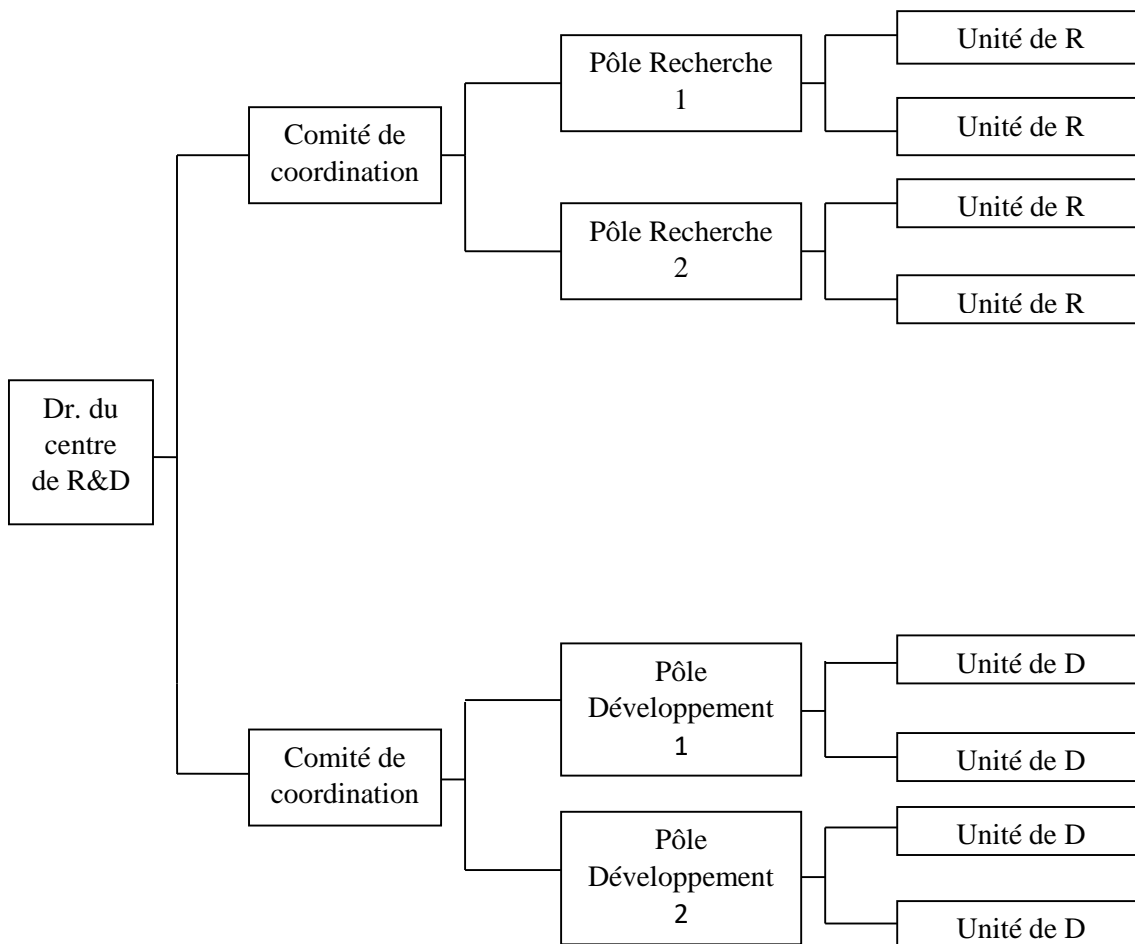 Unité de R
Pôle Recherche
1
Unité de R
Comité de
coordination
Unité de R
Pôle Recherche
2
Unité de R
Dr. du
centre
de R&D
Unité de D
Pôle
Développement
1
Unité de D
Comité de
coordination
Unité de D
Pôle
Développement
2
Unité de D